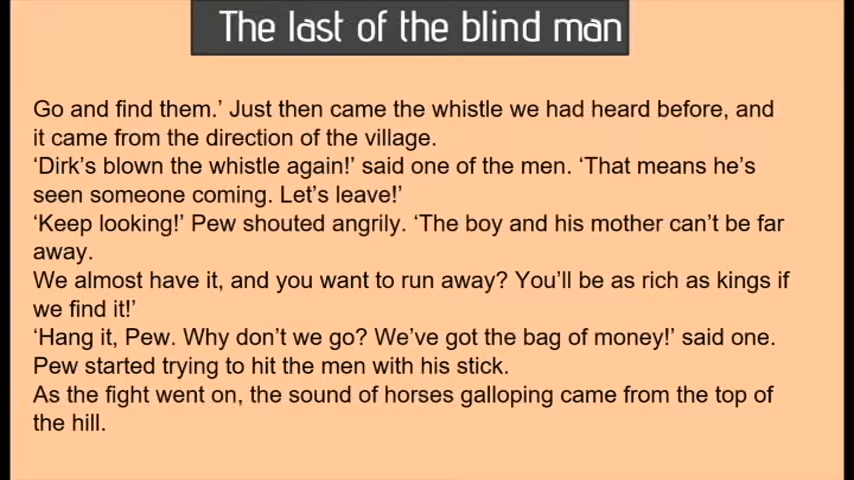 The last of the blind man
Go and find them.’ Just then came the whistle we had heard before, and
it came from the direction of the village.
‘Dirk’s blown the whistle again!’ said one of the men. ‘That means he’s
seen someone coming. Let’s leave!’
‘Keep looking!’ Pew shouted angrily. ‘The boy and his mother can’t be far
away.
We almost have it, and you want to run away? You’ll be as rich as kings if
we find it!’
‘Hang it, Pew. Why don’t we go? We’ve got the bag of money!’ said one.
Pew started trying to hit the men with his stick.
As the fight went on, the sound of horses galloping came from the top of
the hill.